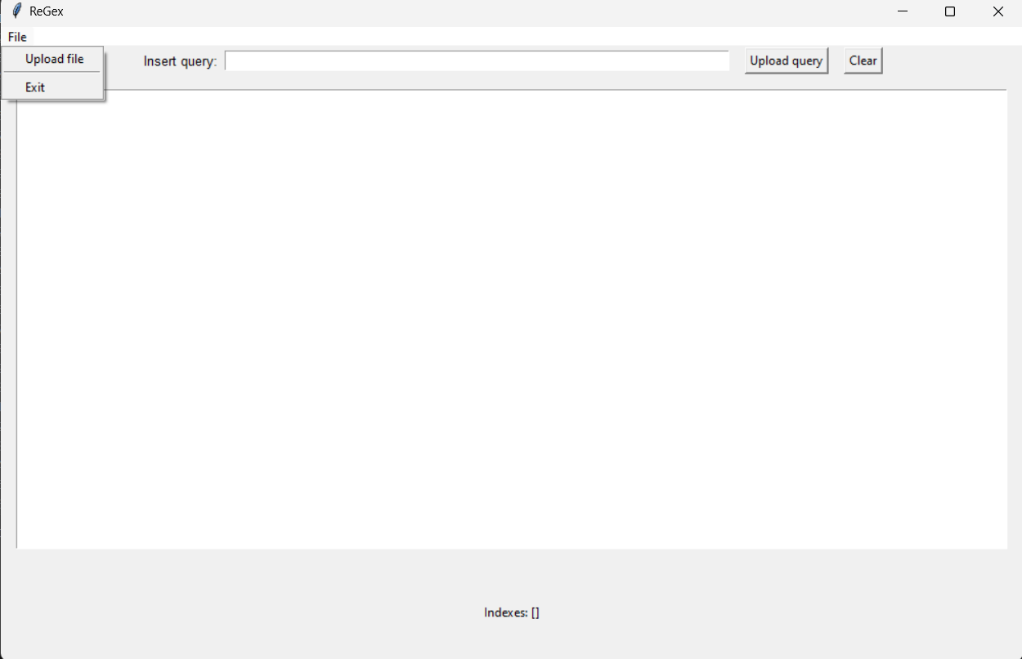 ReGex
File
Upload file
Exit
Insert query:
Upload query
Clear
Indexes: []